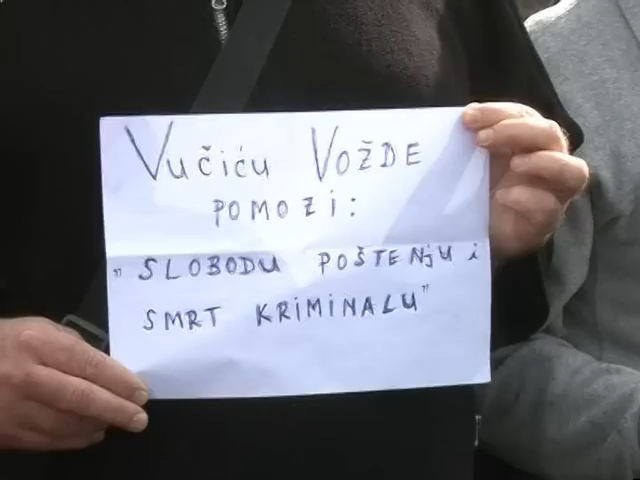 Vučiću VOŽDE
POMOZI:
„SLOBODU POŠTENjU i
SMRT KRIMINALU”